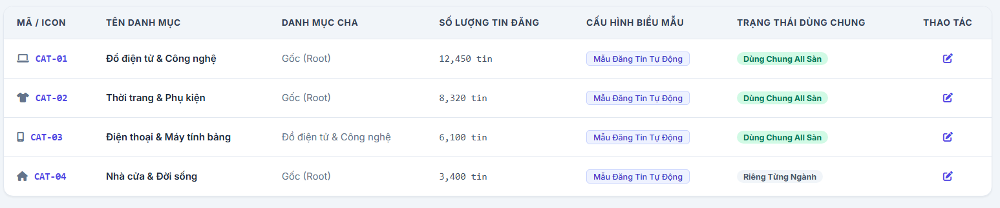 MÃ / ICON TÊN DANH MỤC DANH MỤC CHA SỐ LƯỢNG TIN ĐĂNG CẤU HÌNH BIỂU MẪU TRẠNG THÁI DÙNG CHUNG THAO TÁC
CAT-01 Đồ điện tử & Công nghệ Gốc (Root) 12,450 tin Mẫu Đăng Tin Tự Động Dùng Chung All Sàn
CAT-02 Thời trang & Phụ kiện Gốc (Root) 8,320 tin Mẫu Đăng Tin Tự Động Dùng Chung All Sàn
CAT-03 Điện thoại & Máy tính bảng Đồ điện tử & Công nghệ 6,100 tin Mẫu Đăng Tin Tự Động Dùng Chung All Sàn
CAT-04 Nhà cửa & Đời sống Gốc (Root) 3,400 tin Mẫu Đăng Tin Tự Động Riêng Từng Ngành